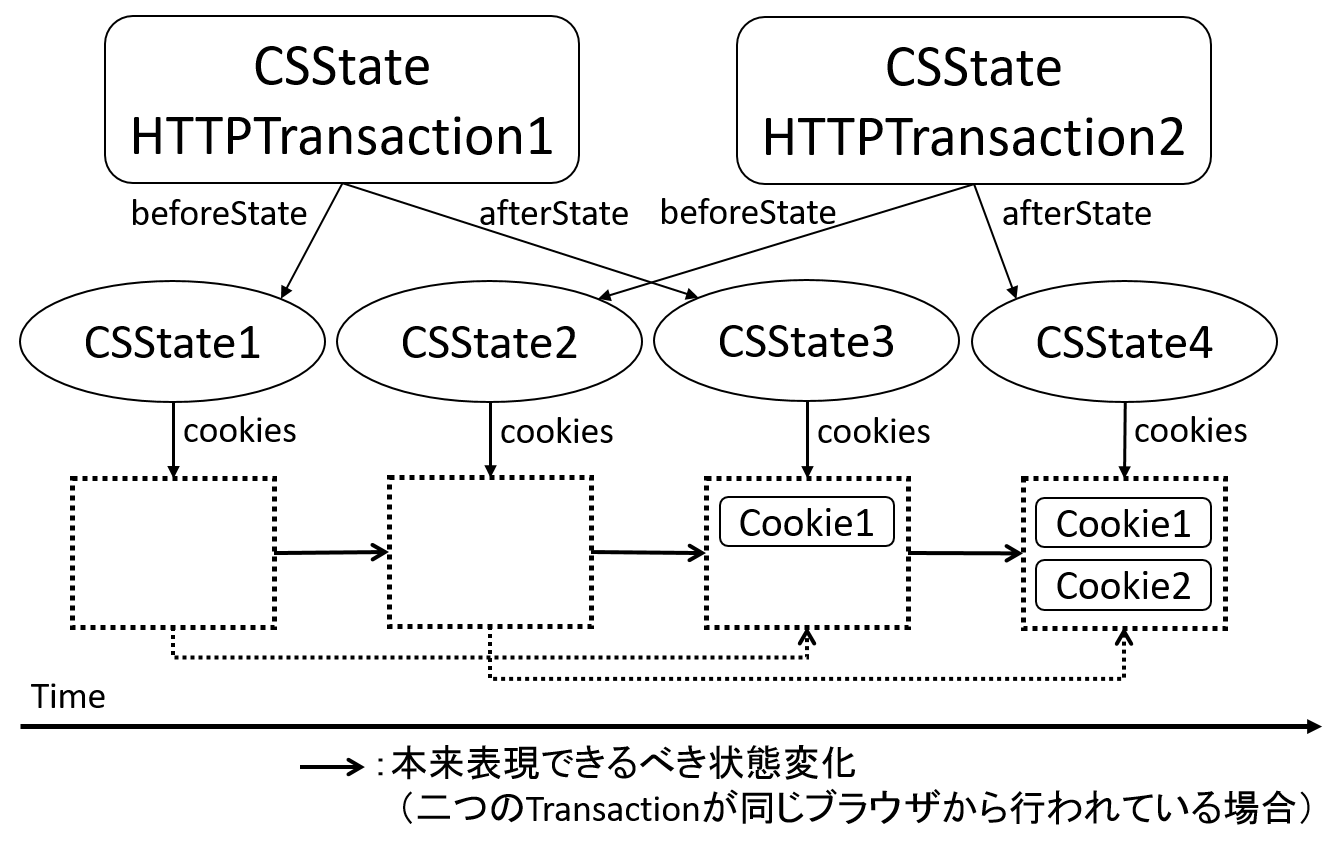 CSState
HTTPTransaction1
CSState
HTTPTransaction2
beforeState
afterState
beforeState
afterState
CSState1
CSState2
CSState3
CSState4
cookies
cookies
cookies
cookies
Cookie1
Cookie1
Cookie2
Time
：本来表現できるべき状態変化
（二つのTransactionが同じブラウザから行われている場合）